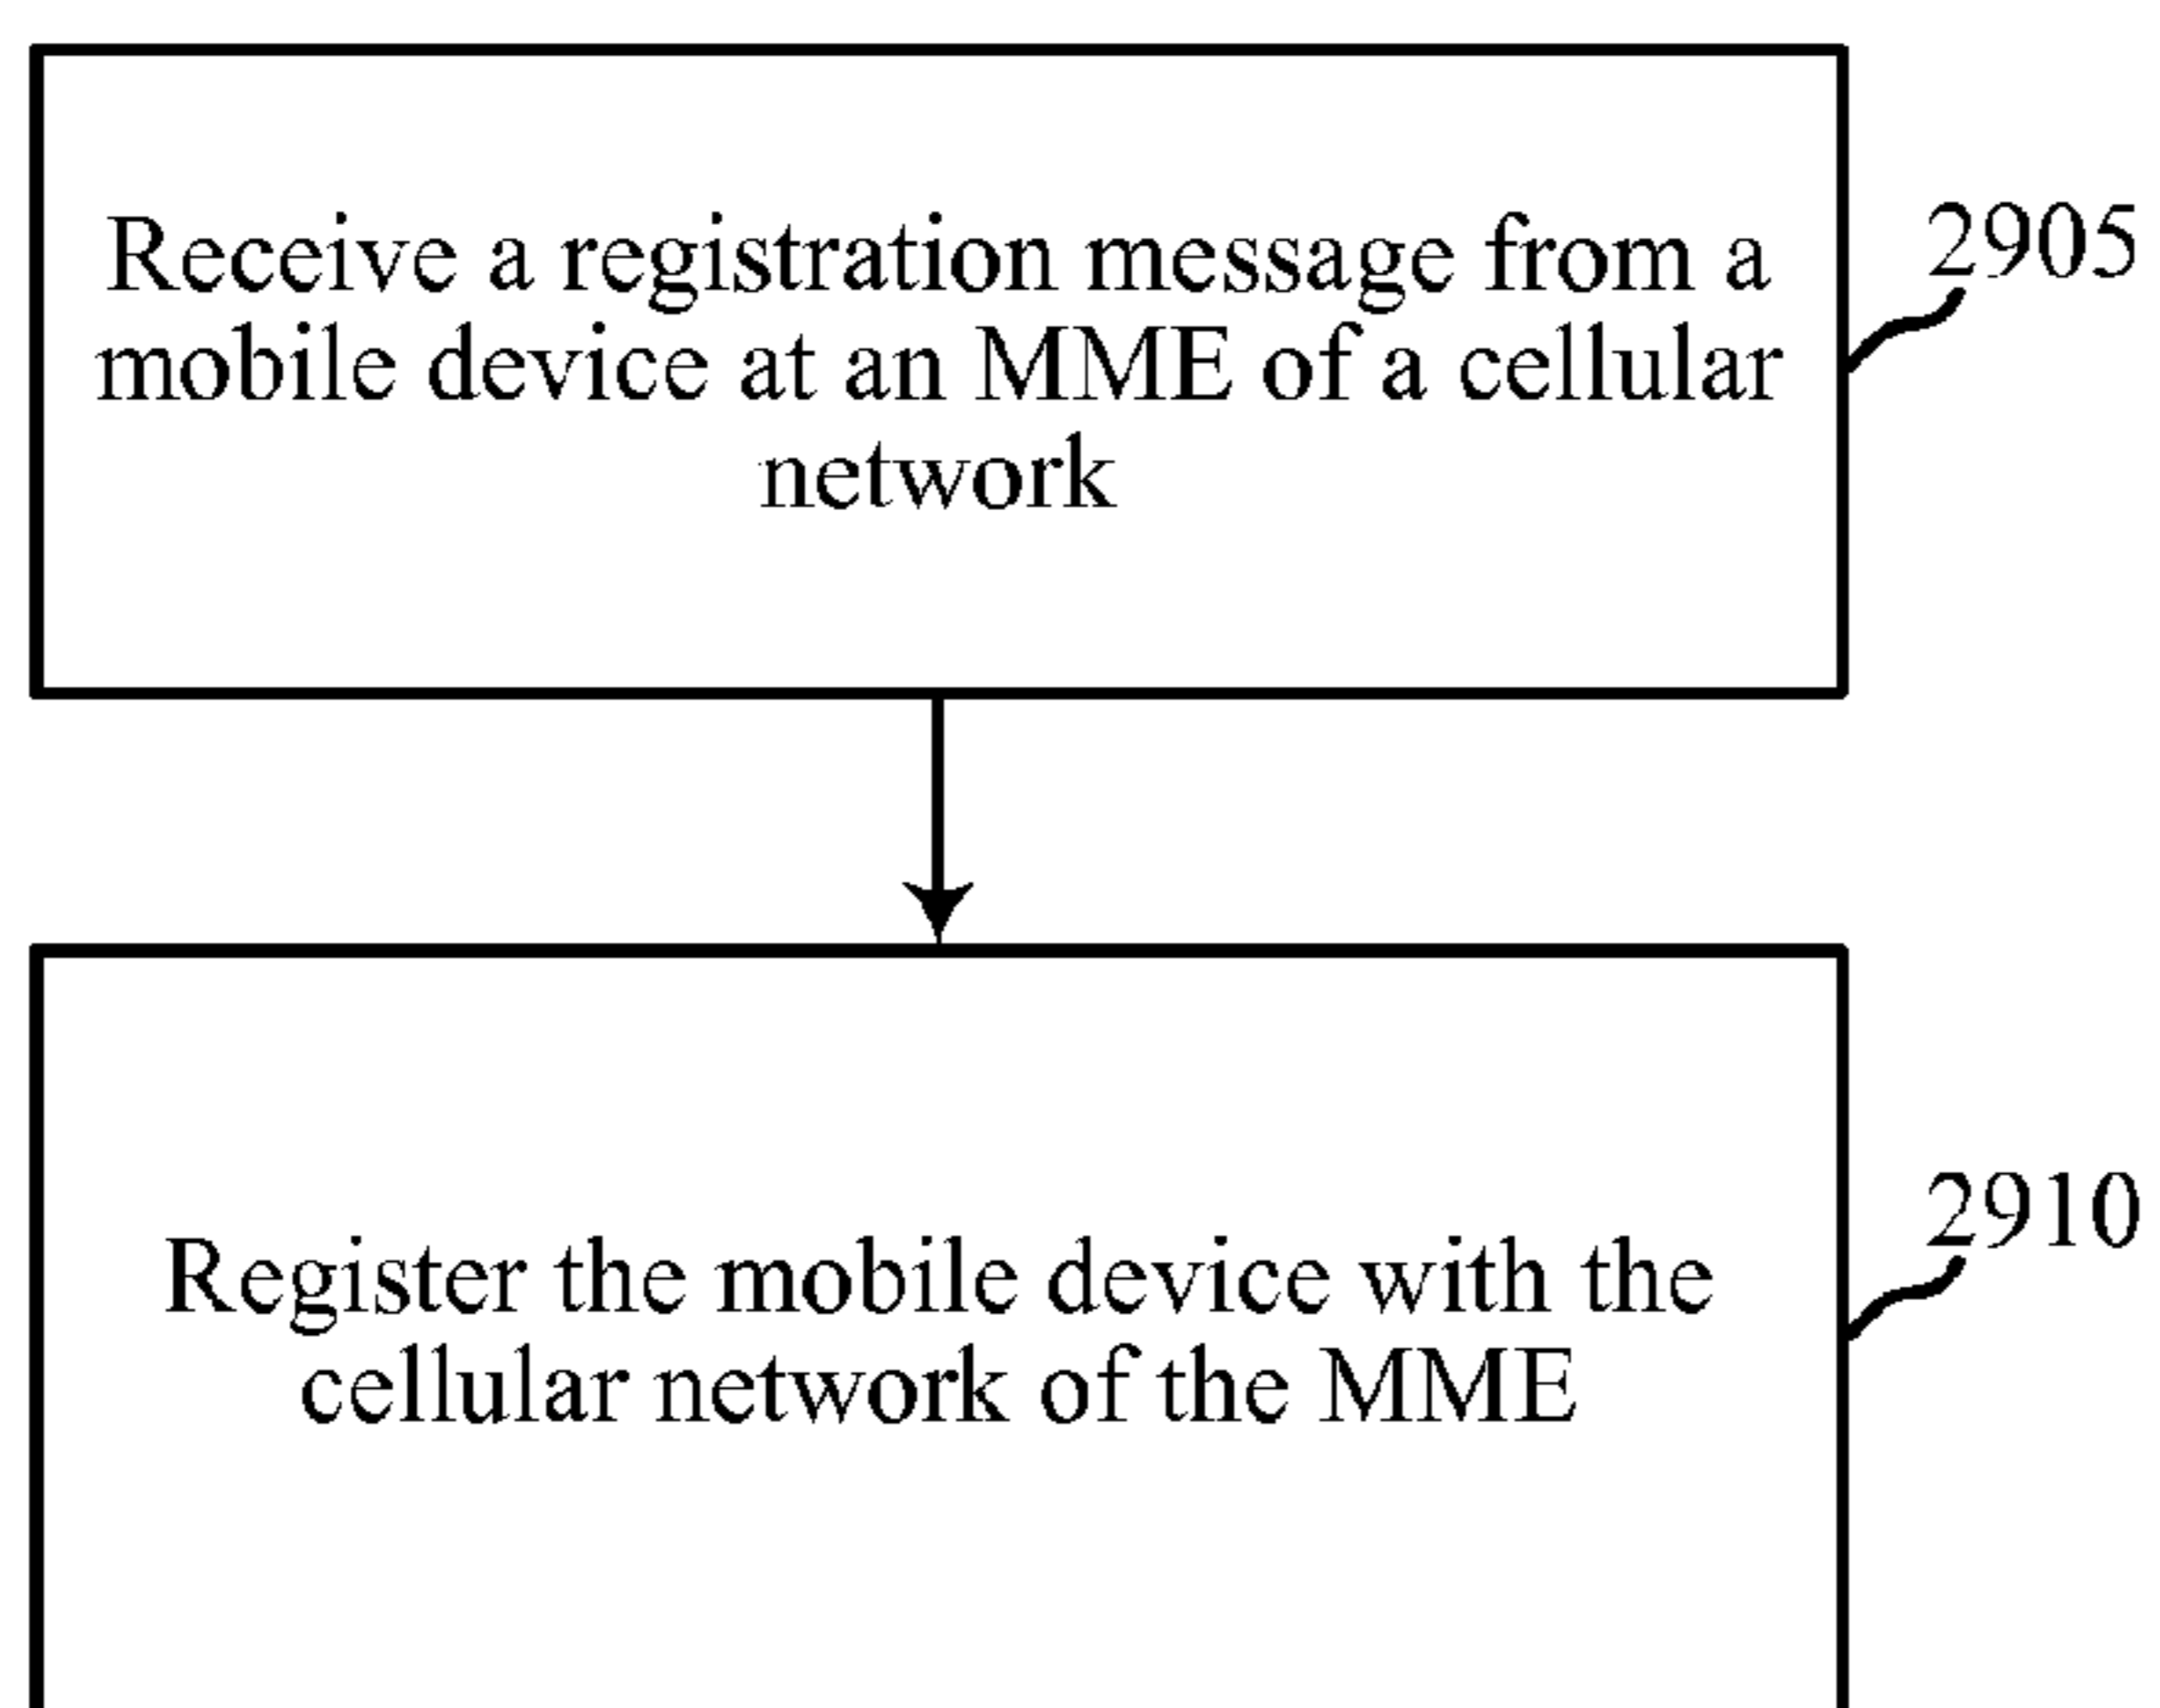 Receive a registration message from a
mobile device at an MME of a cellular
network
2905
Register the mobile device with the
cellular network of the MME
2910